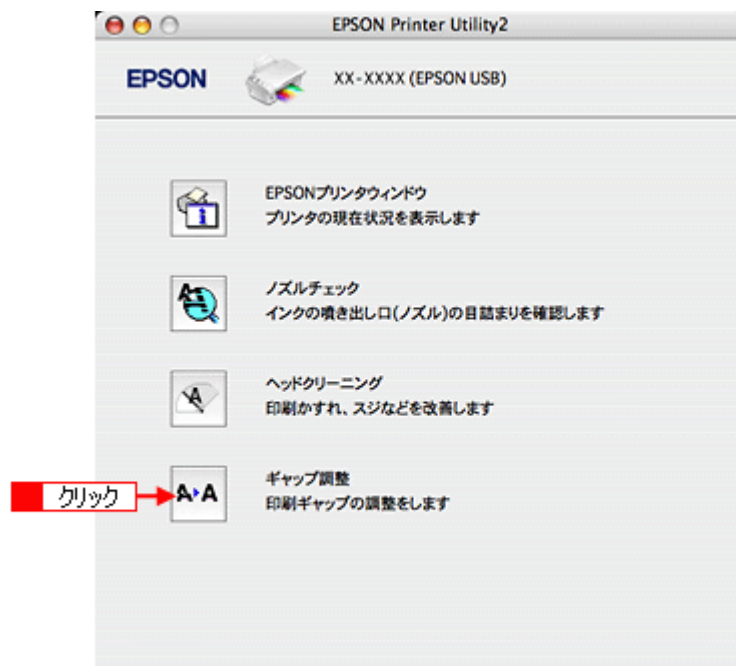 EPSON Printer Utility2
EPSON
XX-XXXX (EPSON USB)
EPSONプリンタウィンドウ
プリンタの現在状況を表示します
ノズルチェック
インクの噴き出し口(ノズル)の目詰まりを確認します
ヘッドクリーニング
印刷かすれ、スジなどを改善します
クリック
A▸A
ギャップ調整
印刷ギャップの調整をします